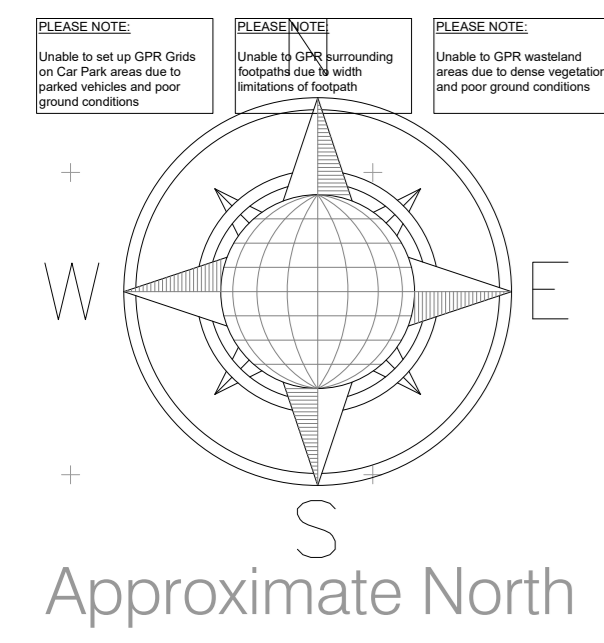 PLEASE NOTE:
Unable to set up GPR Grids
on Car Park areas due to
parked vehicles and poor
ground conditions
PLEASE NOTE:
Unable to GPR surrounding
footpaths due to width
limitations of footpath
PLEASE NOTE:
Unable to GPR wasteland
areas due to dense vegetation
and poor ground conditions
N
W
E
S
Approximate North